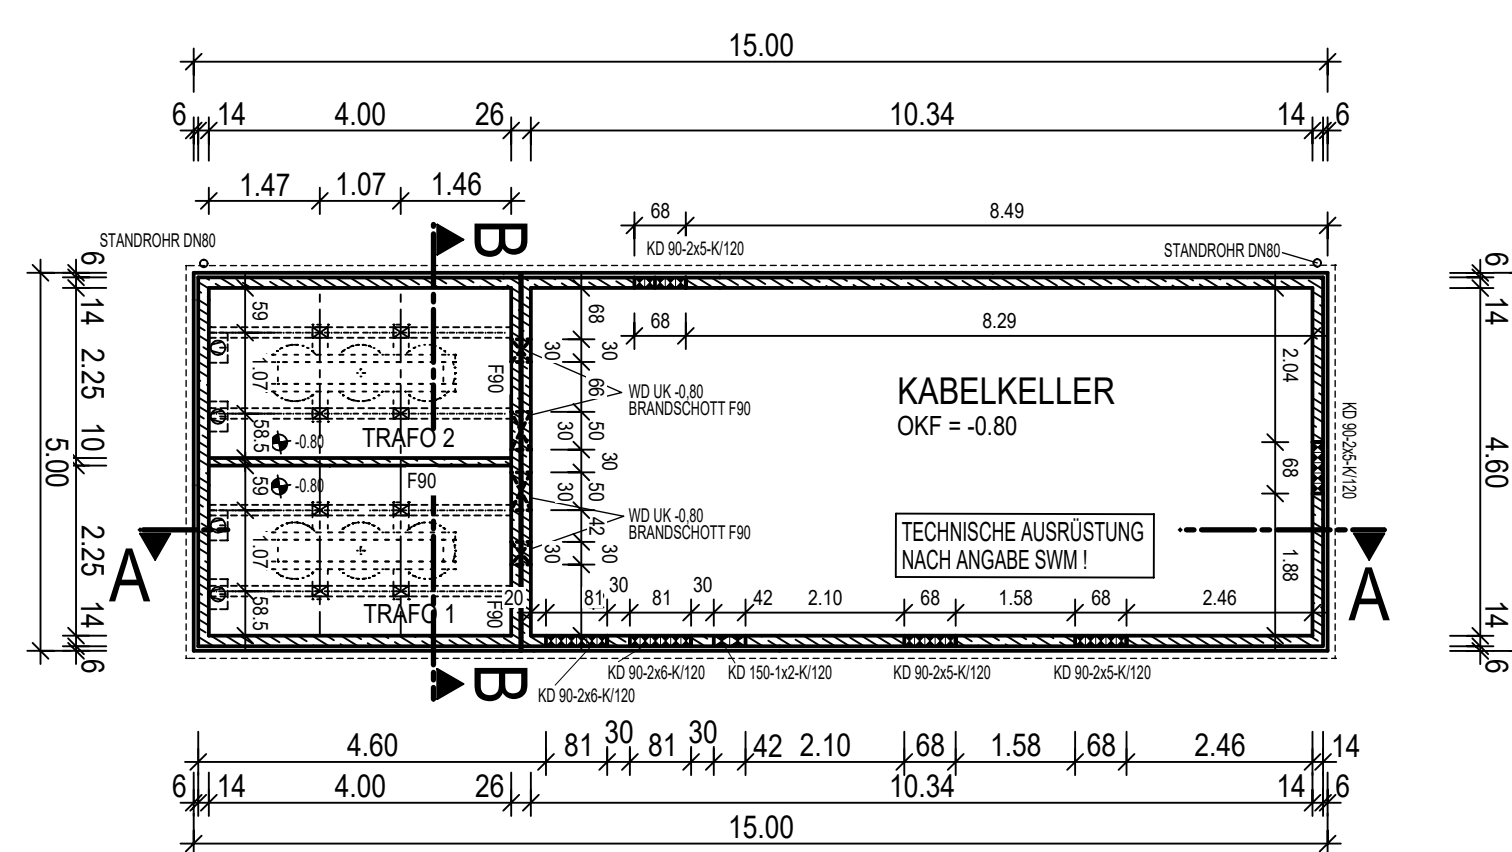 15.00
6 14 4.00 26 10.34 14 6
1.47 1.07 1.46
68 8.49
B
STANDROHR DN80
KD 90-2x5-K/120
STANDROHR DN80
6
14
2.25
10
2.25
14
6
5.00
59
1.07
58.5
59
1.07
58.5
TRAFO 2
-0.80
F90
-0.80
F90
TRAFO 1
F90
68
30 30
66
50
30
30
50
30
42
30 30
WD UK -0,80
BRANDSCHOTT F90
WD UK -0,80
BRANDSCHOTT F90
68 8.29
KABELKELLER
OKF = -0.80
TECHNISCHE AUSRÜSTUNG
NACH ANGABE SWM !
2.04
68
1.88
KD 90-2x5-K/120
6
14
4.60
14
6
A
A
20 81 30 81 30 42 2.10 68 1.58 68 2.46
KD 90-2x6-K/120
KD 90-2x6-K/120
KD 150-1x2-K/120
KD 90-2x5-K/120
KD 90-2x5-K/120
B
4.60 81 30 81 30 42 2.10 68 1.58 68 2.46 14
6 14 4.00 26 10.34 14 6
15.00